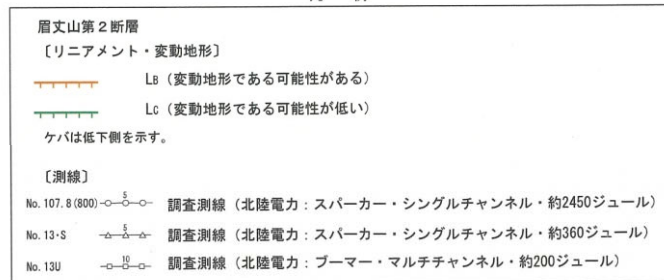 眉丈山第2断層
〔リニアメント・変動地形〕
LB（変動地形である可能性がある）
LC（変動地形である可能性が低い）
ケバは低下側を示す。
〔測線〕
No. 107. 8 (800) 5 調査測線（北陸電力：スパーカー・シングルチャンネル・約2450ジュール）
No. 13・S 5 調査測線（北陸電力：スパーカー・シングルチャンネル・約360ジュール）
No. 13U 10 調査測線（北陸電力：ブーマー・マルチチャンネル・約200ジュール）